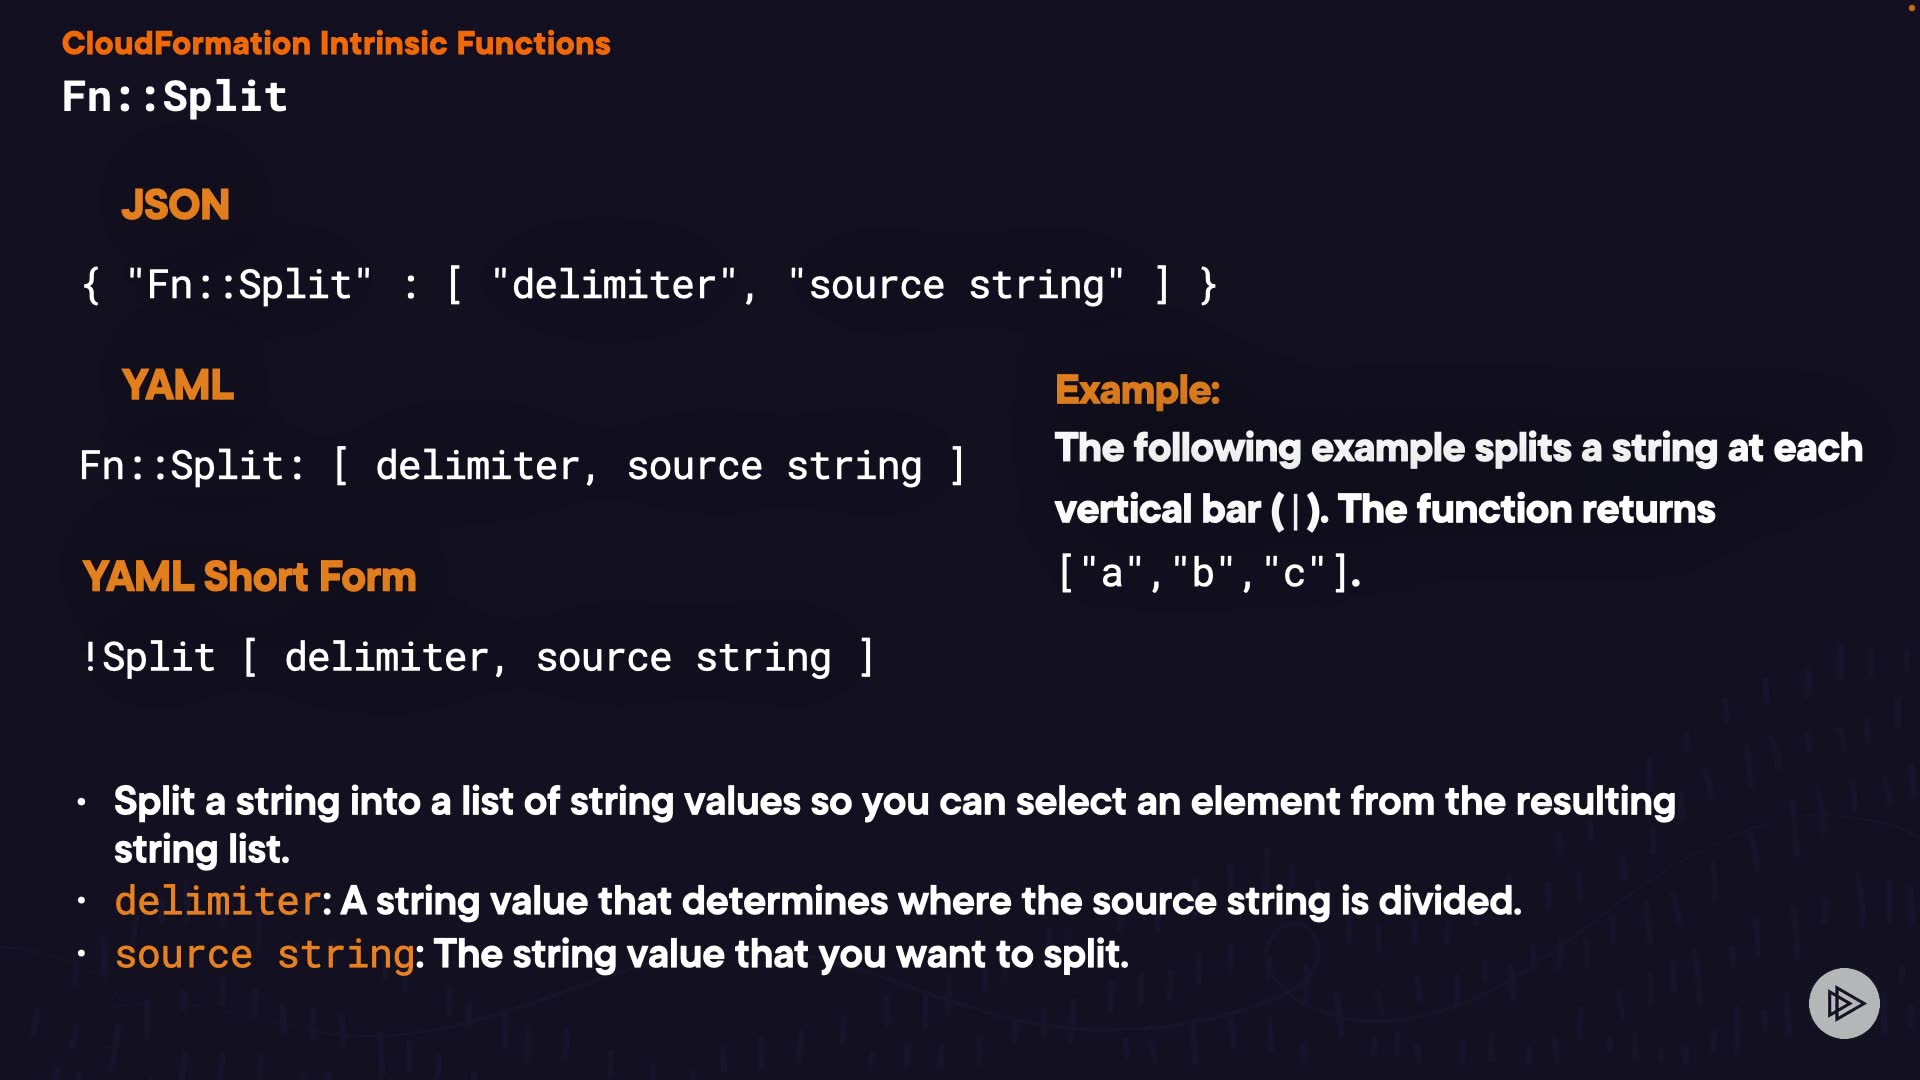 CloudFormation Intrinsic Functions
Fn::Split
JSON
{ "Fn::Split" : [ "delimiter", "source string" ] }
YAML
Fn::Split: [ delimiter, source string ]
YAML Short Form
!Split [ delimiter, source string ]
Example:
The following example splits a string at each
vertical bar (|). The function returns
["a","b","c"].
• Split a string into a list of string values so you can select an element from the resulting
string list.
• delimiter: A string value that determines where the source string is divided.
• source string: The string value that you want to split.